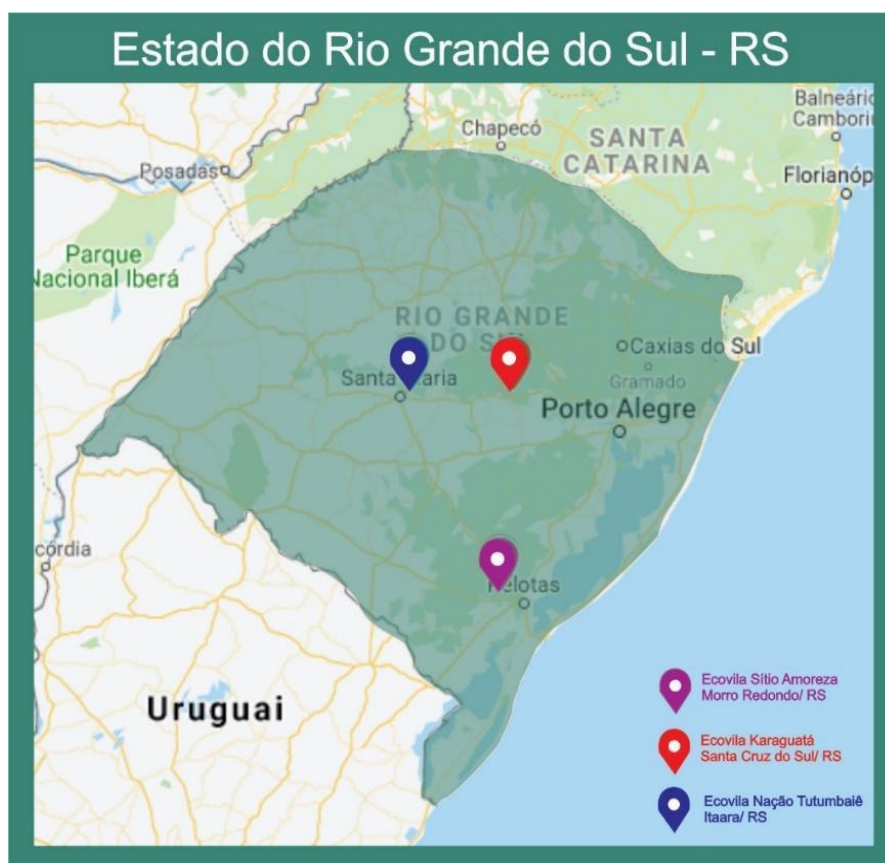 Estado do Rio Grande do Sul - RS
Balneário
Camboriú
Chapecó
SANTA
CATARINA
Posadas
Florianóp
Parque
Nacional Iberá
RIO GRANDE
DO
Caxias do Sul
Santa
Gramado
Porto Alegre
córdia
Pelotas
Uruguai
Ecovila Sítio Amoreza
Morro Redondo/ RS
Ecovila Karaguatá
Santa Cruz do Sul/ RS
Ecovila Nação Tutumbaiê
Itaara/ RS